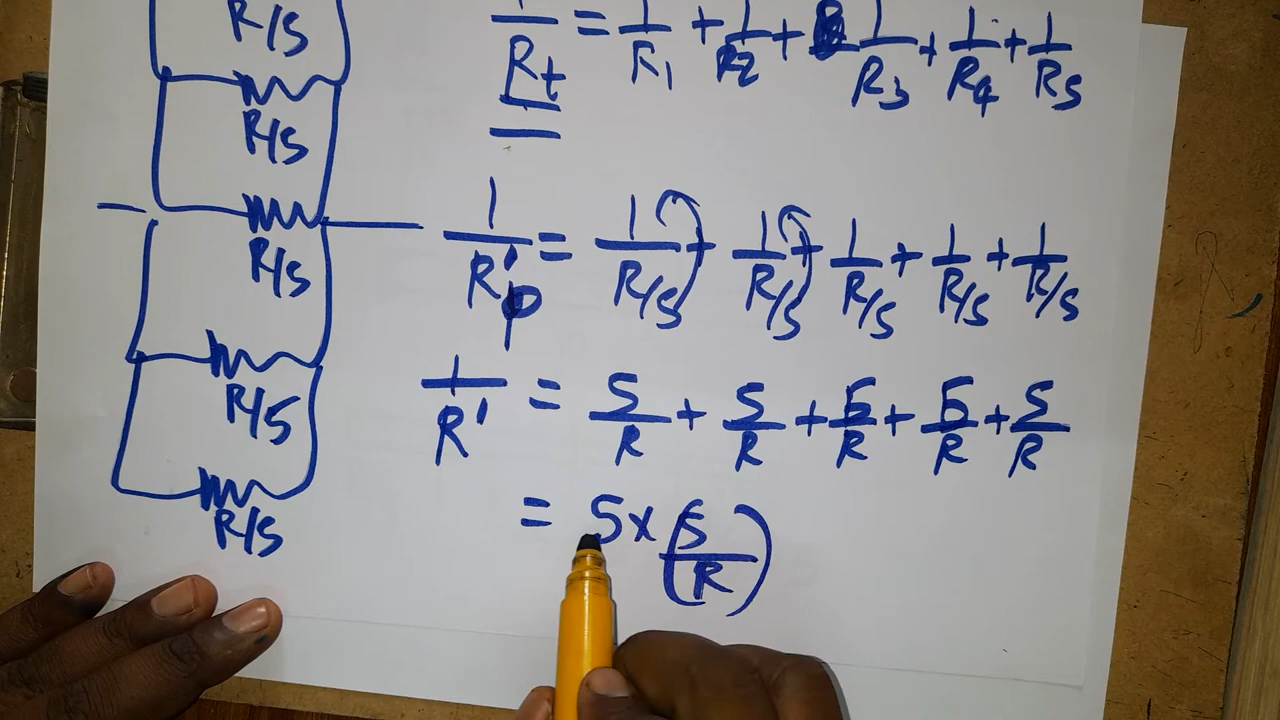 R/5
R/5
R/5
R/5
R/5
1/Rt = 1/R1 + 1/R2 + 1/R3 + 1/R4 + 1/R5
1/R'p = 1/(R/5) + 1/(R/5) + 1/(R/5) + 1/(R/5) + 1/(R/5)
1/R' = 5/R + 5/R + 5/R + 5/R + 5/R
= 5 x (5/R)